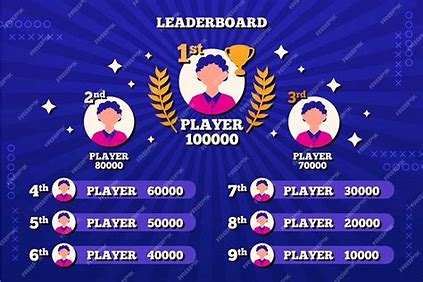 LEADERBOARD
1st
PLAYER
100000
2nd
PLAYER
80000
3rd
PLAYER
70000
4th PLAYER 60000
5th PLAYER 50000
6th PLAYER 40000
7th PLAYER 30000
8th PLAYER 20000
9th PLAYER 10000